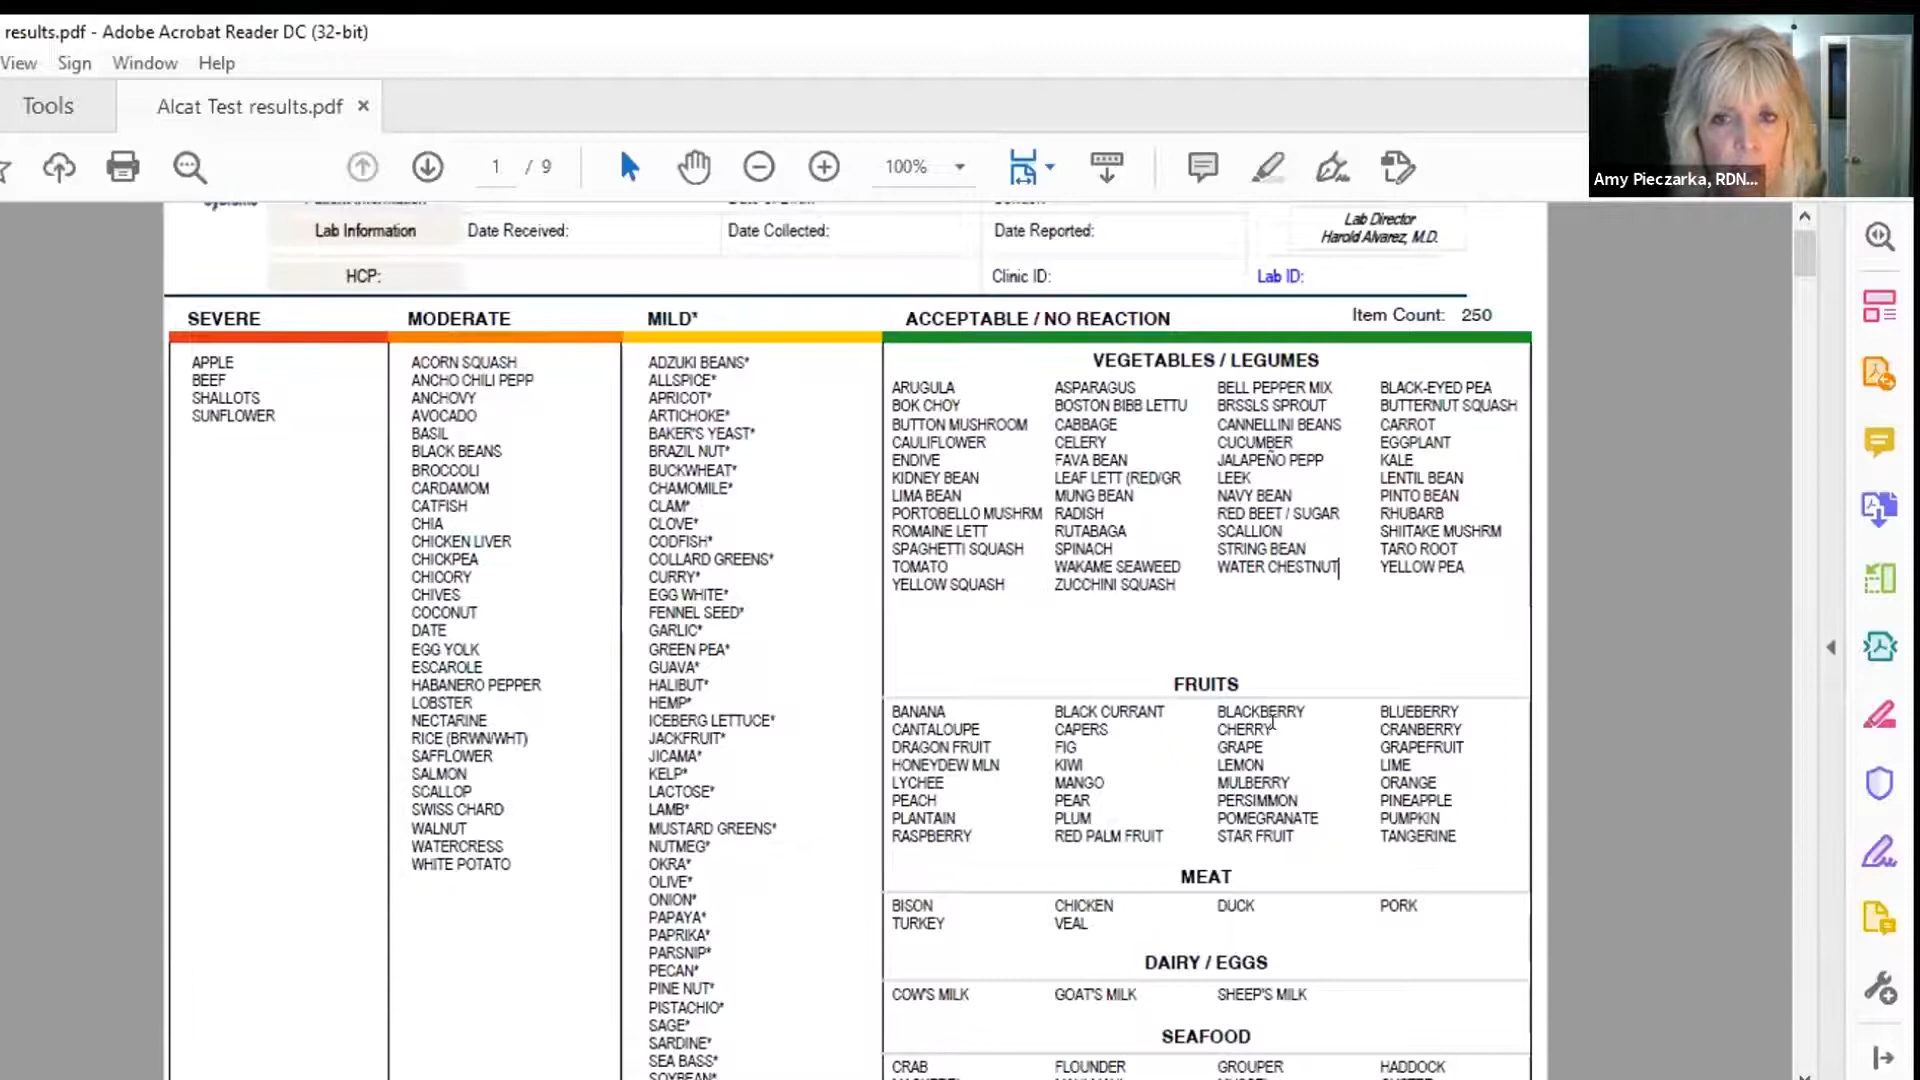 results.pdf - Adobe Acrobat Reader DC (32-bit)
View Sign Window Help
Tools Alcat Test results.pdf ×
1 / 9 100%
Amy Pieczarka, RDN...
Lab Information Date Received: Date Collected: Date Reported: Lab Director
Harold Alvarez, M.D.
HCP: Clinic ID: Lab ID:
SEVERE MODERATE MILD* ACCEPTABLE / NO REACTION Item Count: 250
APPLE
BEEF
SHALLOTS
SUNFLOWER
ACORN SQUASH
ANCHO CHILI PEPP
ANCHOVY
AVOCADO
BASIL
BLACK BEANS
BROCCOLI
CARDAMOM
CATFISH
CHIA
CHICKEN LIVER
CHICKPEA
CHICORY
CHIVES
COCONUT
DATE
EGG YOLK
ESCAROLE
HABANERO PEPPER
LOBSTER
NECTARINE
RICE (BRWN/WHT)
SAFFLOWER
SALMON
SCALLOP
SWISS CHARD
WALNUT
WATERCRESS
WHITE POTATO
ADZUKI BEANS*
ALLSPICE*
APRICOT*
ARTICHOKE*
BAKER'S YEAST*
BRAZIL NUT*
BUCKWHEAT*
CHAMOMILE*
CLAM*
CLOVE*
CODFISH*
COLLARD GREENS*
CURRY*
EGG WHITE*
FENNEL SEED*
GARLIC*
GREEN PEA*
GUAVA*
HALIBUT*
HEMP*
ICEBERG LETTUCE*
JACKFRUIT*
JICAMA*
KELP*
LACTOSE*
LAMB*
MUSTARD GREENS*
NUTMEG*
OKRA*
OLIVE*
ONION*
PAPAYA*
PAPRIKA*
PARSNIP*
PECAN*
PINE NUT*
PISTACHIO*
SAGE*
SARDINE*
SEA BASS*
SOYBEAN*
VEGETABLES / LEGUMES
ARUGULA ASPARAGUS BELL PEPPER MIX BLACK-EYED PEA
BOK CHOY BOSTON BIBB LETTU BRSSLS SPROUT BUTTERNUT SQUASH
BUTTON MUSHROOM CABBAGE CANNELLINI BEANS CARROT
CAULIFLOWER CELERY CUCUMBER EGGPLANT
ENDIVE FAVA BEAN JALAPEÑO PEPP KALE
KIDNEY BEAN LEAF LETT (RED/GR LEEK LENTIL BEAN
LIMA BEAN MUNG BEAN NAVY BEAN PINTO BEAN
PORTOBELLO MUSHRM RADISH RED BEET / SUGAR RHUBARB
ROMAINE LETT RUTABAGA SCALLION SHIITAKE MUSHRM
SPAGHETTI SQUASH SPINACH STRING BEAN TARO ROOT
TOMATO WAKAME SEAWEED WATER CHESTNUT YELLOW PEA
YELLOW SQUASH ZUCCHINI SQUASH
FRUITS
BANANA BLACK CURRANT BLACKBERRY BLUEBERRY
CANTALOUPE CAPERS CHERRY CRANBERRY
DRAGON FRUIT FIG GRAPE GRAPEFRUIT
HONEYDEW MLN KIWI LEMON LIME
LYCHEE MANGO MULBERRY ORANGE
PEACH PEAR PERSIMMON PINEAPPLE
PLANTAIN PLUM POMEGRANATE PUMPKIN
RASPBERRY RED PALM FRUIT STAR FRUIT TANGERINE
MEAT
BISON CHICKEN DUCK PORK
TURKEY VEAL
DAIRY / EGGS
COW'S MILK GOAT'S MILK SHEEP'S MILK
SEAFOOD
CRAB FLOUNDER GROUPER HADDOCK